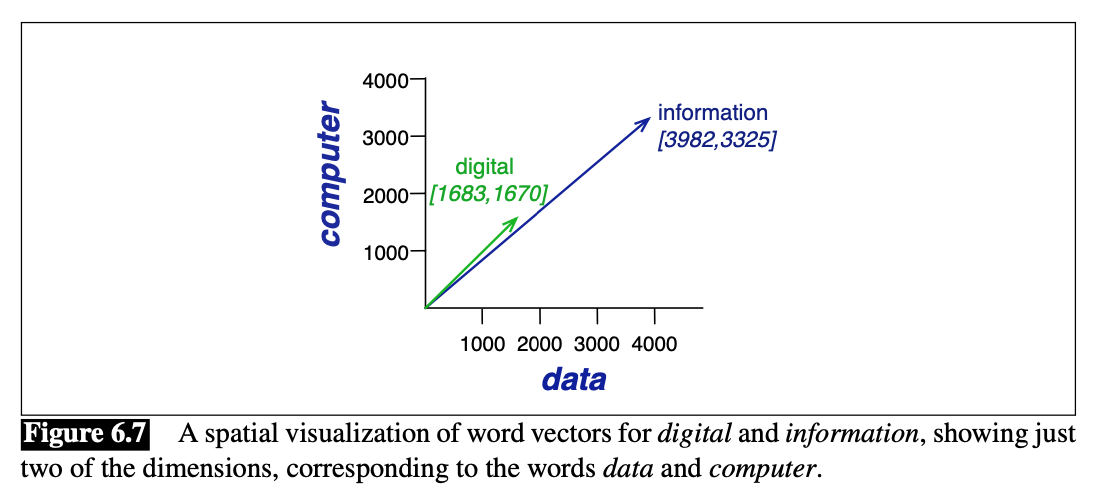 4000
information
3000
[3982,3325]
computer
digital
2000
[1683,1670]
1000
1000 2000 3000 4000
data
Figure 6.7 A spatial visualization of word vectors for digital and information, showing just
two of the dimensions, corresponding to the words data and computer.